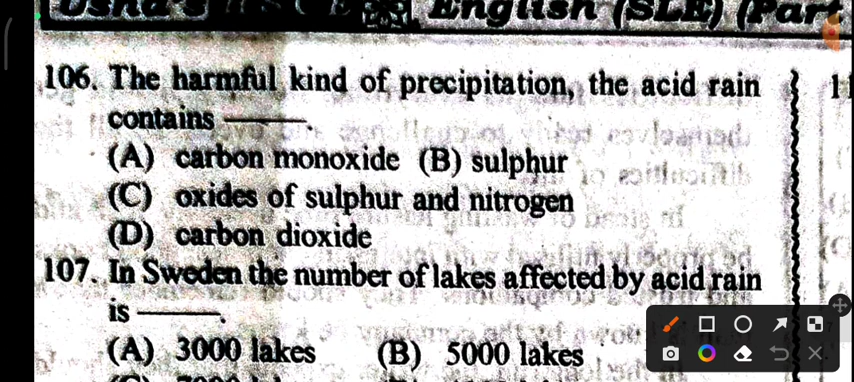 English (SLE) (Part
106. The harmful kind of precipitation, the acid rain
contains ———
(A) carbon monoxide (B) sulphur
(C) oxides of sulphur and nitrogen
(D) carbon dioxide
107. In Sweden the number of lakes affected by acid rain
is ———.
(A) 3000 lakes (B) 5000 lakes